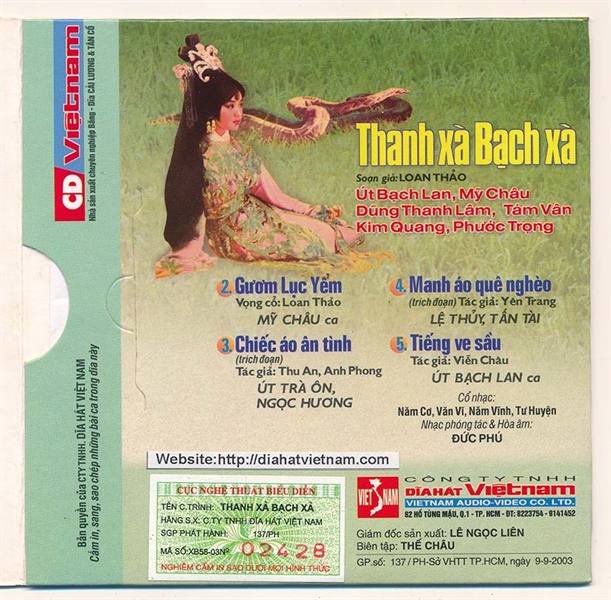 CD Việtnam
Nhà sản xuất chuyên nghiệp Băng - Dĩa CẢI LƯƠNG & TÂN CỔ
Bản quyền của CTY TNHH. DĨA HÁT VIỆT NAM
Cấm in, sang, sao chép những bài ca trong dĩa này
Thanh xà Bạch xà
Soạn giả: LOAN THẢO
Út Bạch Lan, Mỹ Châu
Dũng Thanh Lâm, Tám Vân
Kim Quang, Phước Trọng
2. Gươm Lục Yểm
Vọng cổ: Loan Thảo
MỸ CHÂU ca
3. Chiếc áo ân tình
(trích đoạn)
Tác giả: Thu An, Anh Phong
ÚT TRÀ ÔN,
NGỌC HƯƠNG
4. Manh áo quê nghèo
(trích đoạn) Tác giả: Yên Trang
LỆ THỦY, TẤN TÀI
5. Tiếng ve sầu
Tác giả: Viễn Châu
ÚT BẠCH LAN ca
Cổ nhạc:
Năm Cơ, Văn Vĩ, Năm Vĩnh, Tư Huyện
Nhạc phóng tác & Hòa âm:
ĐỨC PHÚ
Website:http://diahatvietnam.com
CỤC NGHỆ THUẬT BIỂU DIỄN
TÊN C.TRÌNH: THANH XÀ BẠCH XÀ
HÃNG S.X: C.TY TNHH DĨA HÁT VIỆT NAM
SGP PHÁT HÀNH: 137/PH
MÃ SỐ:XB58-03Nº 02428
NGHIÊM CẤM IN SAO DƯỚI MỌI HÌNH THỨC
VIET NAM
CÔNG TY TNHH
DĨA HÁT Việtnam
VIETNAM AUDIO-VIDEO CO. LTD.
82 HỒ TÙNG MẬU, Q.1 - TP. HCM - ĐT: 8223754 - 9141452
Giám đốc sản xuất: LÊ NGỌC LIÊN
Biên tập: THẾ CHÂU
GP.số: 137 / PH-Sở VHTT TP.HCM, ngày 9-9-2003